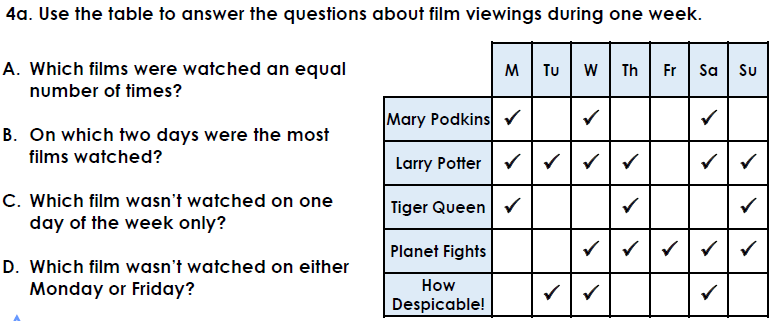 4a. Use the table to answer the questions about film viewings during one week.
A. Which films were watched an equal
number of times?
B. On which two days were the most
films watched?
C. Which film wasn't watched on one
day of the week only?
D. Which film wasn't watched on either
Monday or Friday?
M Tu W Th Fr Sa Su
Mary Podkins ✓ ✓ ✓
Larry Potter ✓ ✓ ✓ ✓ ✓ ✓
Tiger Queen ✓ ✓ ✓
Planet Fights ✓ ✓ ✓ ✓ ✓
How
Despicable! ✓ ✓ ✓